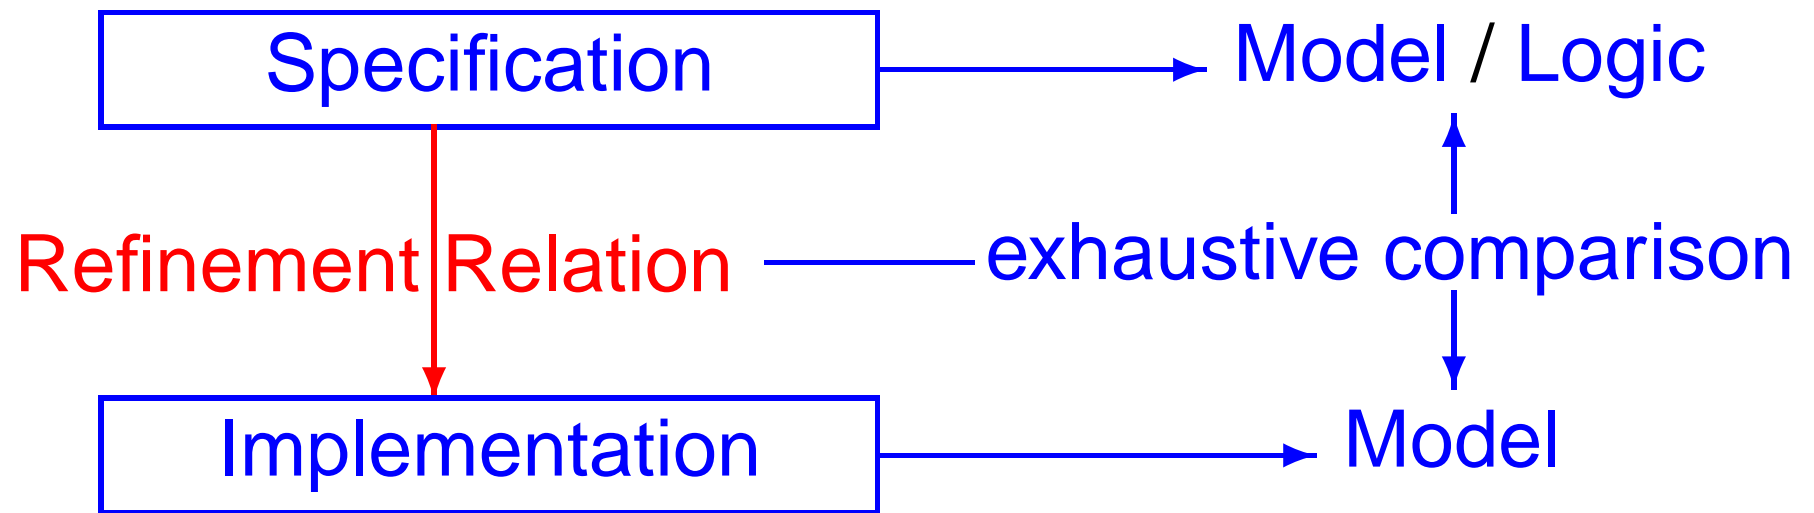 Specification
Model / Logic
Refinement Relation
exhaustive comparison
Implementation
Model